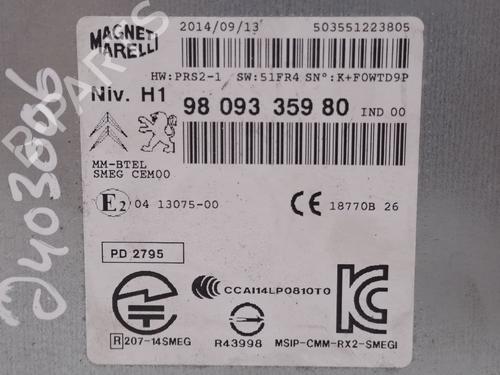 MAGNETI MARELLI
2014/09/13
503551223805
HW:PRS2-1 SW:51FR4 SN°:K+FOWTD9P
Niv. H1
98 093 359 80 IND 00
MM-BTEL
SMEG CEM00
E2 04 13075-00
CE 18770B 26
PD 2795
CCAI14LP0810T0
R 207-14SMEG
R43998
MSIP-CMM-RX2-SMEGI